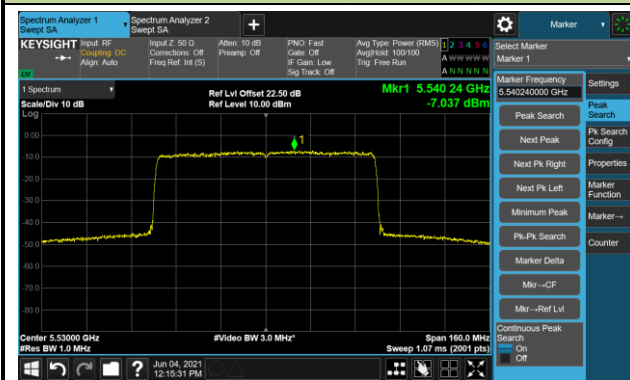 Spectrum Analyzer 1
Swept SA
Spectrum Analyzer 2
Swept SA
+
Marker
KEYSIGHT
Input: RF
Coupling: DC
Align: Auto
Input Z: 50 Ω
Corrections: Off
Freq Ref: Int (S)
Atten: 10 dB
Preamp: Off
PNO: Fast
Gate: Off
IF Gain: Low
Sig Track: Off
Avg Type: Power (RMS)
Avg|Hold: 100/100
Trig: Free Run
1 2 3 4 5 6
A W W W W W
A N N N N N
Select Marker
Marker 1
1 Spectrum
Scale/Div 10 dB
Log
Ref Lvl Offset 22.50 dB
Ref Level 10.00 dBm
Mkr1 5.540 24 GHz
-7.037 dBm
1
0.00
-10.0
-20.0
-30.0
-40.0
-50.0
-60.0
-70.0
-80.0
Center 5.53000 GHz
#Res BW 1.0 MHz
#Video BW 3.0 MHz*
Span 160.0 MHz
Sweep 1.07 ms (2001 pts)
Marker Frequency
5.540240000 GHz
Peak Search
Next Peak
Next Pk Right
Next Pk Left
Minimum Peak
Pk-Pk Search
Marker Delta
Mkr→CF
Mkr→Ref Lvl
Continuous Peak
Search
On
Off
Settings
Peak
Search
Pk Search
Config
Properties
Marker
Function
Marker→
Counter
?
Jun 04, 2021
12:15:31 PM